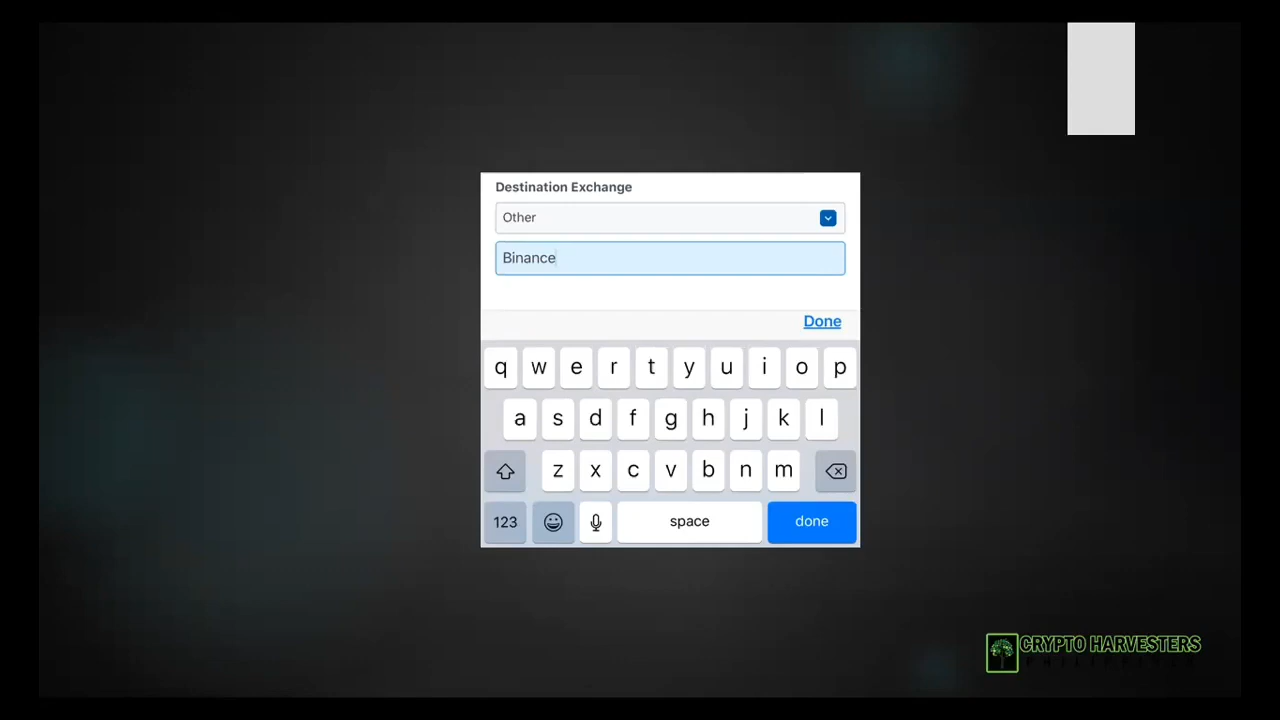 Destination Exchange
Other
Binance
Done
q w e r t y u i o p
a s d f g h j k l
z x c v b n m
123 space done
CRYPTO HARVESTERS